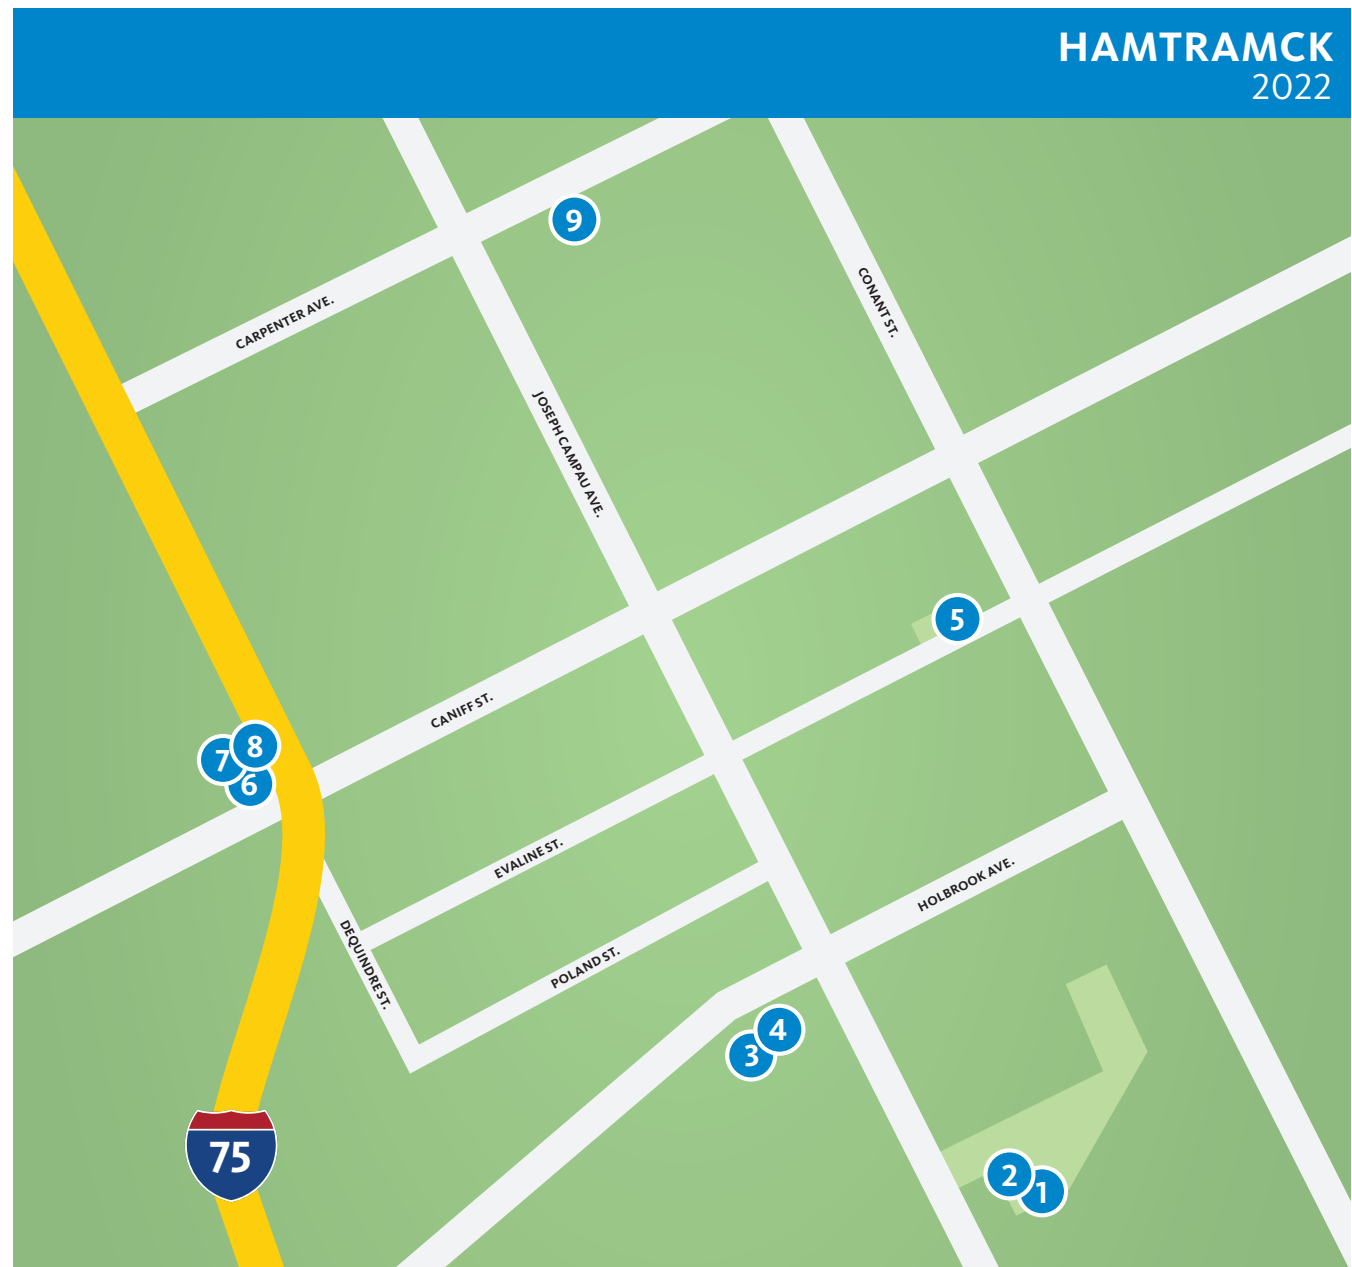 HAMTRAMCK
2022
9
CONANT ST.
CARPENTER AVE.
JOSEPH CAMPAU AVE.
5
CANIFF ST.
8
7
6
EVALINE ST.
HOLBROOK AVE.
DEQUINDRE ST.
POLAND ST.
4
3
75
2
1